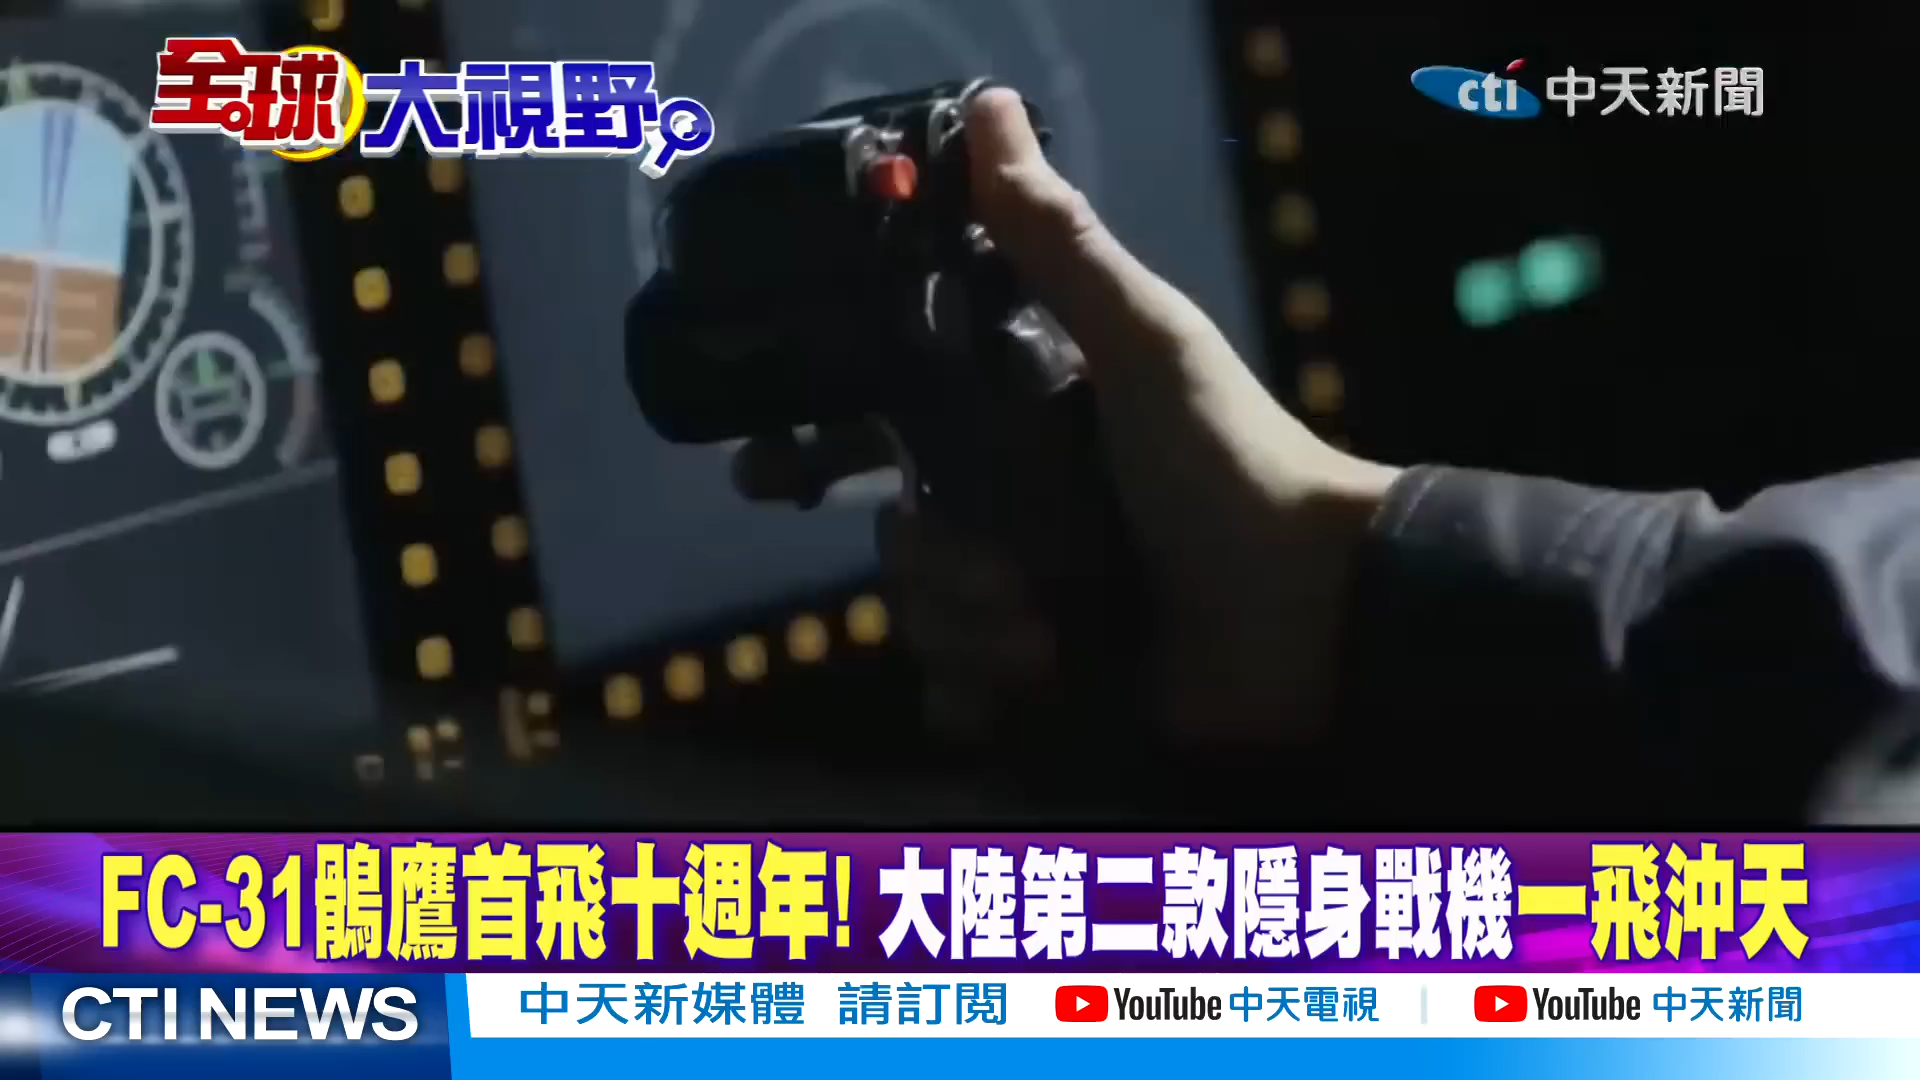 全球大視野
cti 中天新聞
FC-31鶻鷹首飛十週年! 大陸第二款隱身戰機一飛沖天
CTI NEWS
中天新媒體 請訂閱 YouTube 中天電視 YouTube 中天新聞